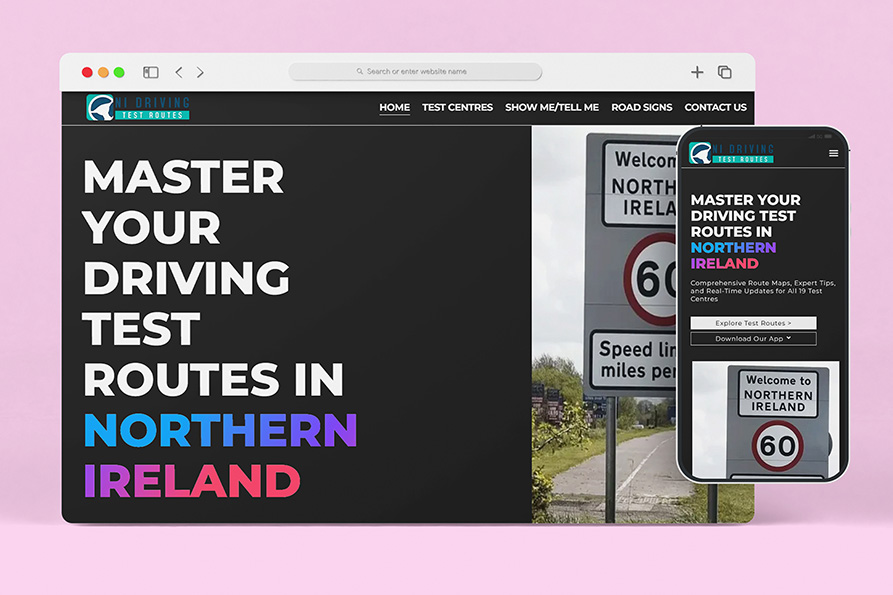 Search or enter website name
NI DRIVING
TEST ROUTES
HOME TEST CENTRES SHOW ME/TELL ME ROAD SIGNS CONTACT US
MASTER
YOUR
DRIVING
TEST
ROUTES IN
NORTHERN
IRELAND
Welcom
NORTH
IRELA
60
Speed lim
miles per
NI DRIVING
TEST ROUTES
MASTER YOUR
DRIVING TEST
ROUTES IN
NORTHERN
IRELAND
Comprehensive Route Maps, Expert Tips,
and Real-Time Updates for All 19 Test
Centres
Explore Test Routes >
Download Our App
Welcome to
NORTHERN
IRELAND
60